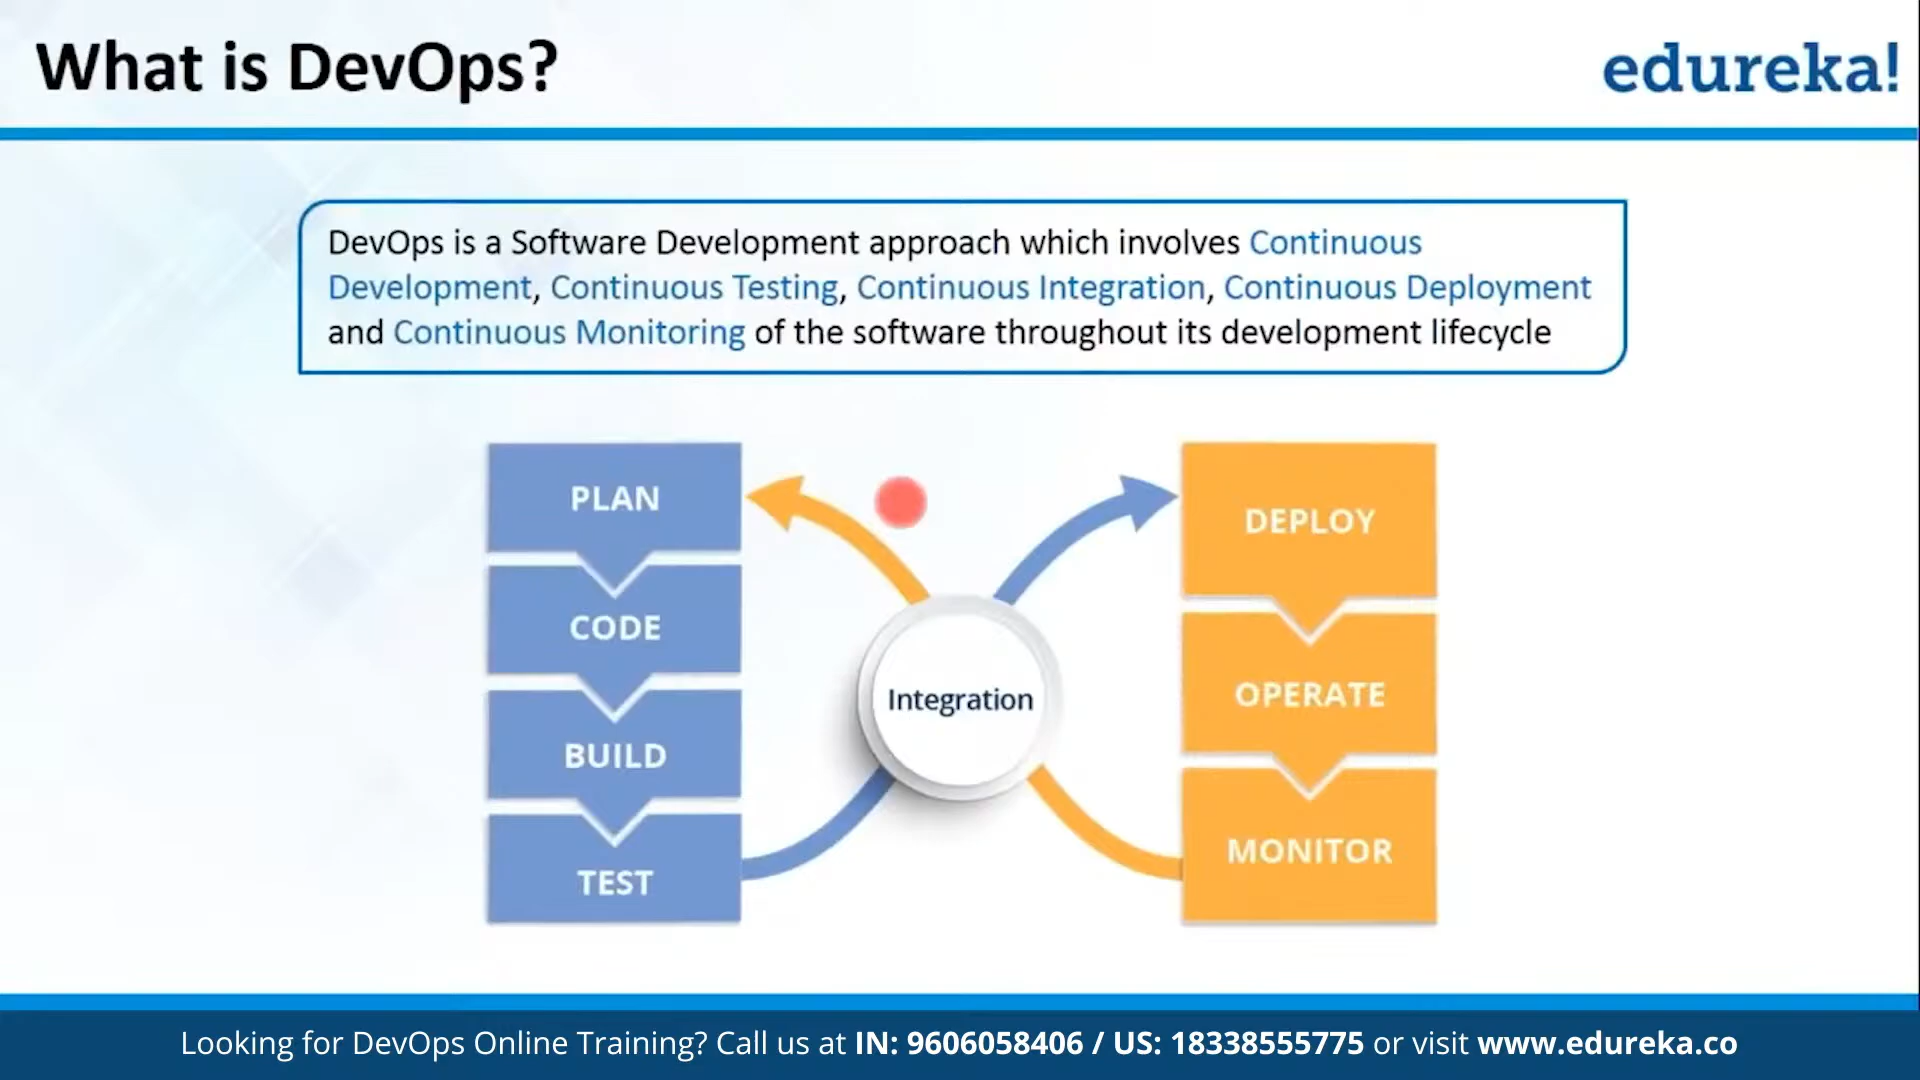 What is DevOps?
edureka!
DevOps is a Software Development approach which involves Continuous
Development, Continuous Testing, Continuous Integration, Continuous Deployment
and Continuous Monitoring of the software throughout its development lifecycle
PLAN
CODE
BUILD
TEST
Integration
DEPLOY
OPERATE
MONITOR
Looking for DevOps Online Training? Call us at IN: 9606058406 / US: 18338555775 or visit www.edureka.co